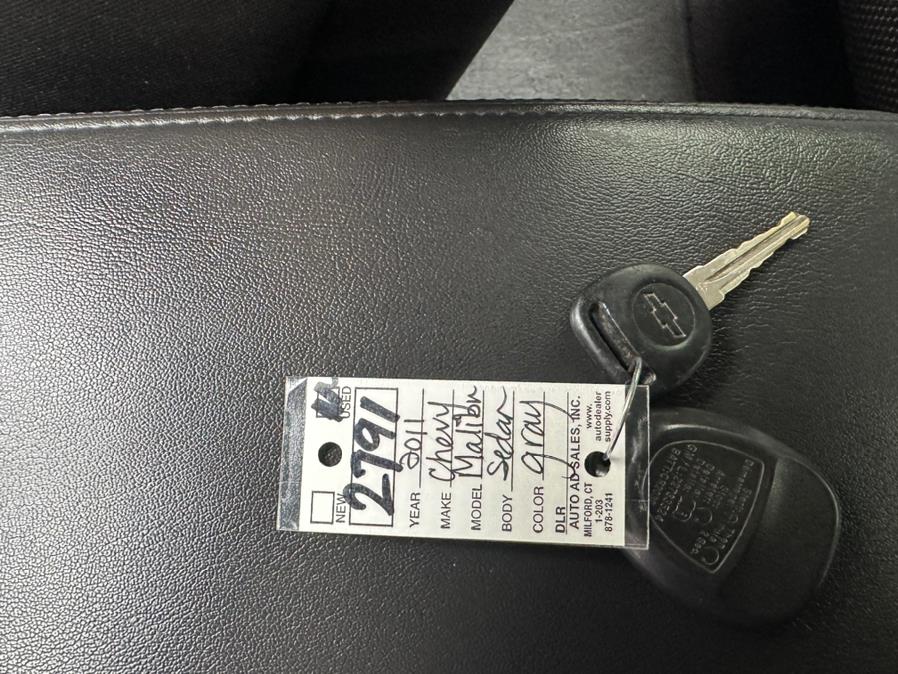 NEW USED
2791
YEAR 2011
MAKE Chevy
MODEL Malibu
BODY Sedan
COLOR gray
DLR
AUTO AD SALES, INC.
MILFORD, CT www.
1-203 autodealer
878-1241 supply.com